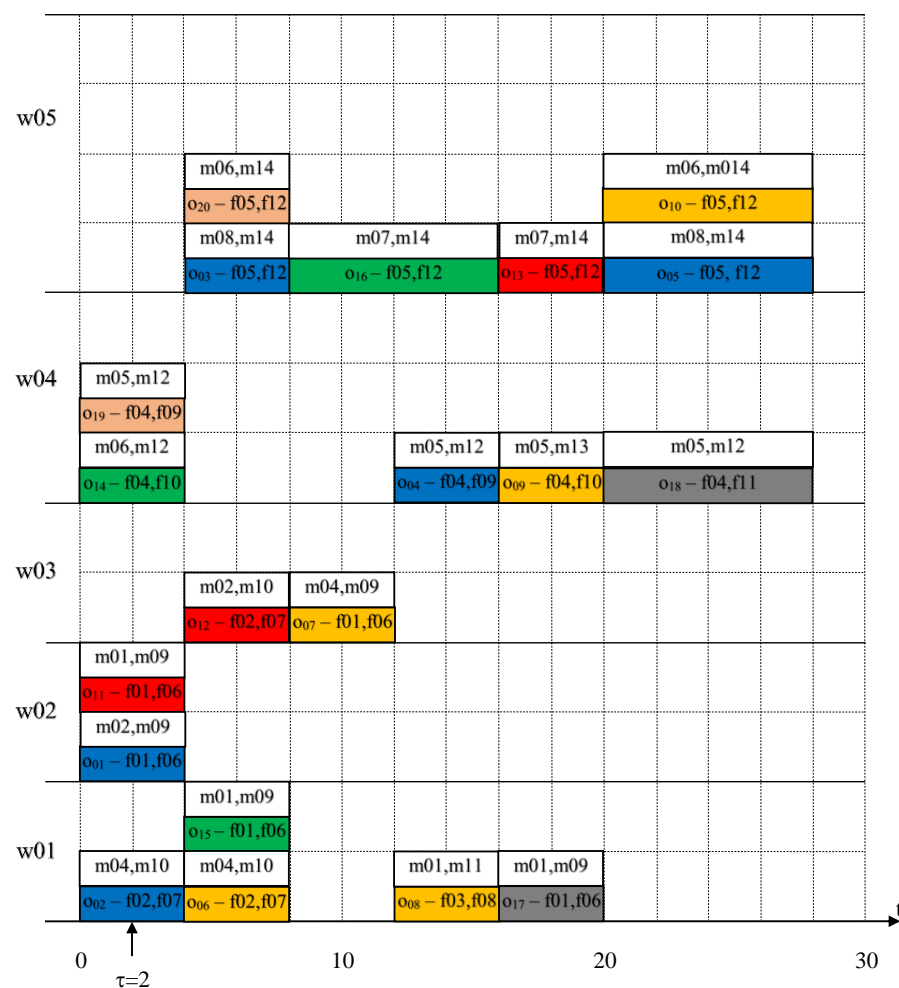 w05
m06,m14
m06,m014
o₂₀ – f05,f12
o₁₀ – f05,f12
m08,m14
m07,m14
m07,m14
m08,m14
o₀₃ – f05,f12
o₁₆ – f05,f12
o₁₃ – f05,f12
o₀₅ – f05, f12
w04
m05,m12
o₁₉ – f04,f09
m06,m12
m05,m12
m05,m13
m05,m12
o₁₄ – f04,f10
o₀₄ – f04,f09
o₀₉ – f04,f10
o₁₈ – f04,f11
w03
m02,m10
m04,m09
o₁₂ – f02,f07
o₀₇ – f01,f06
w02
m01,m09
o₁₁ – f01,f06
m02,m09
o₀₁ – f01,f06
w01
m01,m09
o₁₅ – f01,f06
m04,m10
m04,m10
m01,m11
m01,m09
o₀₂ – f02,f07
o₀₆ – f02,f07
o₀₈ – f03,f08
o₁₇ – f01,f06
0
10
20
30
τ=2